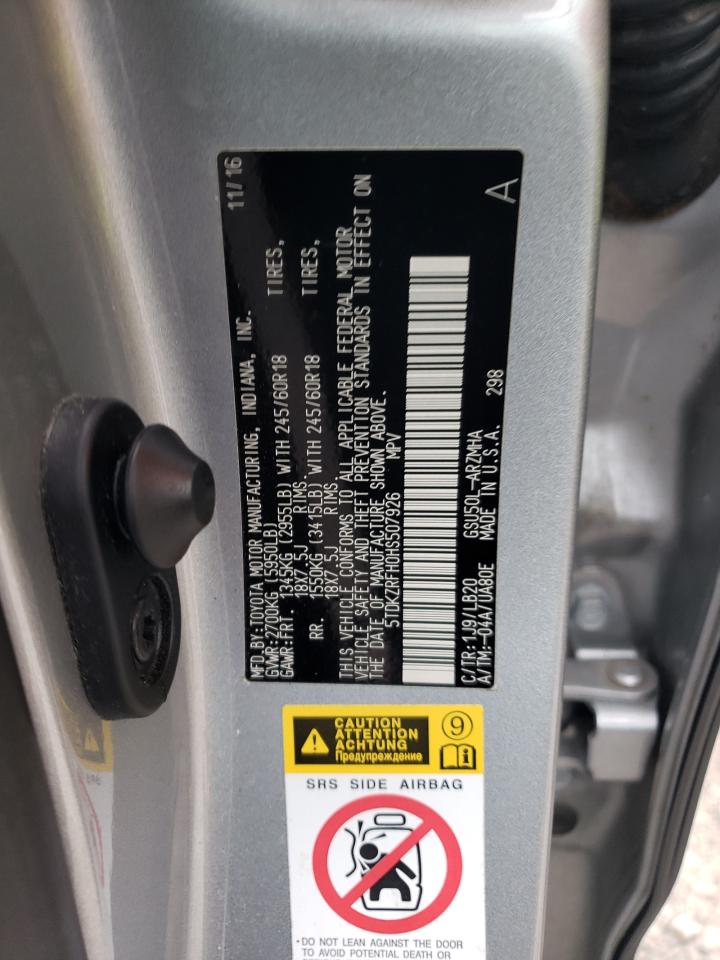 11/16
MFD BY-TOYOTA MOTOR MANUFACTURING, INDIANA, INC.
GVWR:2700KG (5950LB)
GAWR:FRT. 1345KG (2955LB) WITH 245/60R18 TIRES,
18X7.5J RIMS.
RR. 1550KG (3415LB) WITH 245/60R18 TIRES,
18X7.5J RIMS.
THIS VEHICLE CONFORMS TO ALL APPLICABLE FEDERAL MOTOR
VEHICLE SAFETY AND THEFT PREVENTION STANDARDS IN EFFECT ON
THE DATE OF MANUFACTURE SHOWN ABOVE.
5TDKZRFH0HS507926 MPV
C/TR:1J9/LB20 GSU50L-ARZMHA 298
A/TM:-04A/UA80E MADE IN U.S.A.
A
CAUTION
ATTENTION
ACHTUNG
Предупреждение
9
SRS SIDE AIRBAG
• DO NOT LEAN AGAINST THE DOOR
TO AVOID POTENTIAL DEATH OR